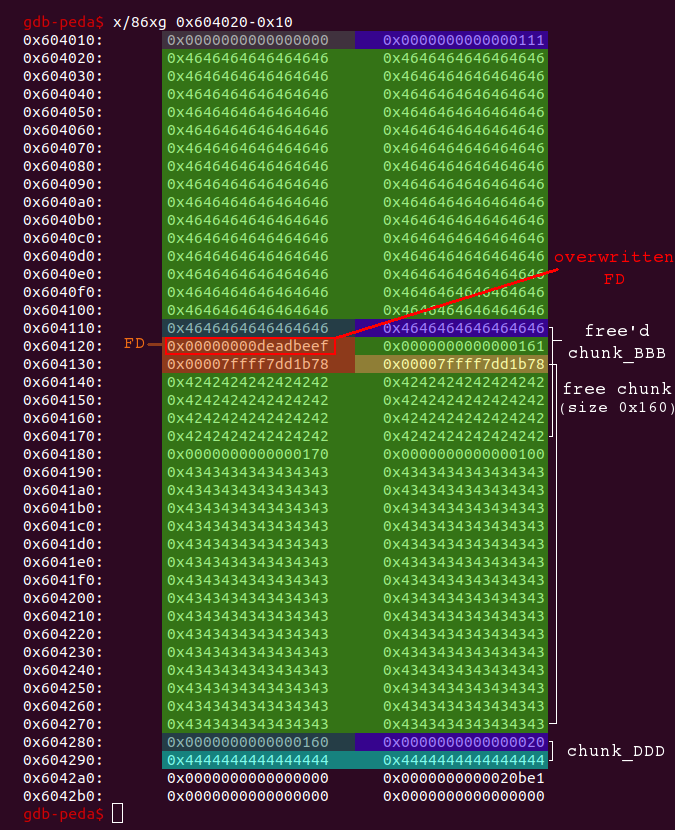 gdb-peda$ x/86xg 0x604020-0x10
0x604010: 0x0000000000000000 0x0000000000000111
0x604020: 0x4646464646464646 0x4646464646464646
0x604030: 0x4646464646464646 0x4646464646464646
0x604040: 0x4646464646464646 0x4646464646464646
0x604050: 0x4646464646464646 0x4646464646464646
0x604060: 0x4646464646464646 0x4646464646464646
0x604070: 0x4646464646464646 0x4646464646464646
0x604080: 0x4646464646464646 0x4646464646464646
0x604090: 0x4646464646464646 0x4646464646464646
0x6040a0: 0x4646464646464646 0x4646464646464646
0x6040b0: 0x4646464646464646 0x4646464646464646
0x6040c0: 0x4646464646464646 0x4646464646464646
0x6040d0: 0x4646464646464646 0x4646464646464646
overwritten
0x6040e0: 0x4646464646464646 0x4646464646464646
FD
0x6040f0: 0x4646464646464646 0x4646464646464646
0x604100: 0x4646464646464646 0x4646464646464646
0x604110: 0x4646464646464646 0x4646464646464646
free'd
FD 0x604120: 0x00000000deadbeef 0x0000000000000161
chunk_BBB
0x604130: 0x00007ffff7dd1b78 0x00007ffff7dd1b78
0x604140: 0x4242424242424242 0x4242424242424242
free chunk
0x604150: 0x4242424242424242 0x4242424242424242
(size 0x160)
0x604160: 0x4242424242424242 0x4242424242424242
0x604170: 0x4242424242424242 0x4242424242424242
0x604180: 0x0000000000000170 0x0000000000000100
0x604190: 0x4343434343434343 0x4343434343434343
0x6041a0: 0x4343434343434343 0x4343434343434343
0x6041b0: 0x4343434343434343 0x4343434343434343
0x6041c0: 0x4343434343434343 0x4343434343434343
0x6041d0: 0x4343434343434343 0x4343434343434343
0x6041e0: 0x4343434343434343 0x4343434343434343
0x6041f0: 0x4343434343434343 0x4343434343434343
0x604200: 0x4343434343434343 0x4343434343434343
0x604210: 0x4343434343434343 0x4343434343434343
0x604220: 0x4343434343434343 0x4343434343434343
0x604230: 0x4343434343434343 0x4343434343434343
0x604240: 0x4343434343434343 0x4343434343434343
0x604250: 0x4343434343434343 0x4343434343434343
0x604260: 0x4343434343434343 0x4343434343434343
0x604270: 0x4343434343434343 0x4343434343434343
0x604280: 0x0000000000000160 0x0000000000000020
chunk_DDD
0x604290: 0x4444444444444444 0x4444444444444444
0x6042a0: 0x0000000000000000 0x0000000000020be1
0x6042b0: 0x0000000000000000 0x0000000000000000
gdb-peda$